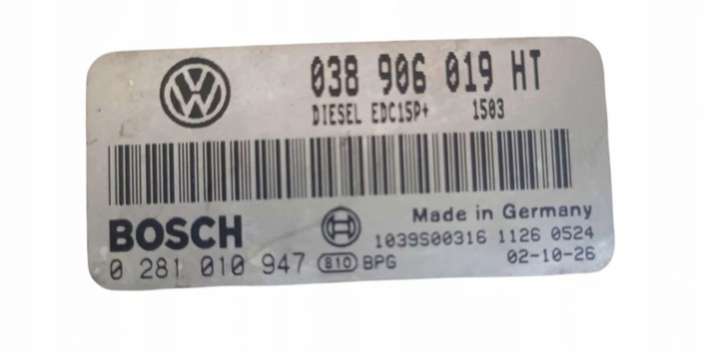 VW 038 906 019 HT
DIESEL EDC15P+ 1503
BOSCH Made in Germany
1039S00316 1126 0524
0 281 010 947 810 BPG 02-10-26